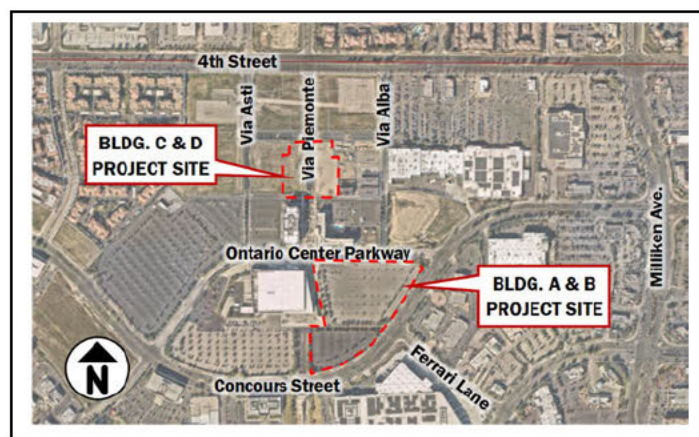 4th Street
Via Asti
Via Piemonte
Via Alba
BLDG. C & D
PROJECT SITE
Milliken Ave.
Ontario Center Parkway
BLDG. A & B
PROJECT SITE
Ferrari Lane
Concours Street
N